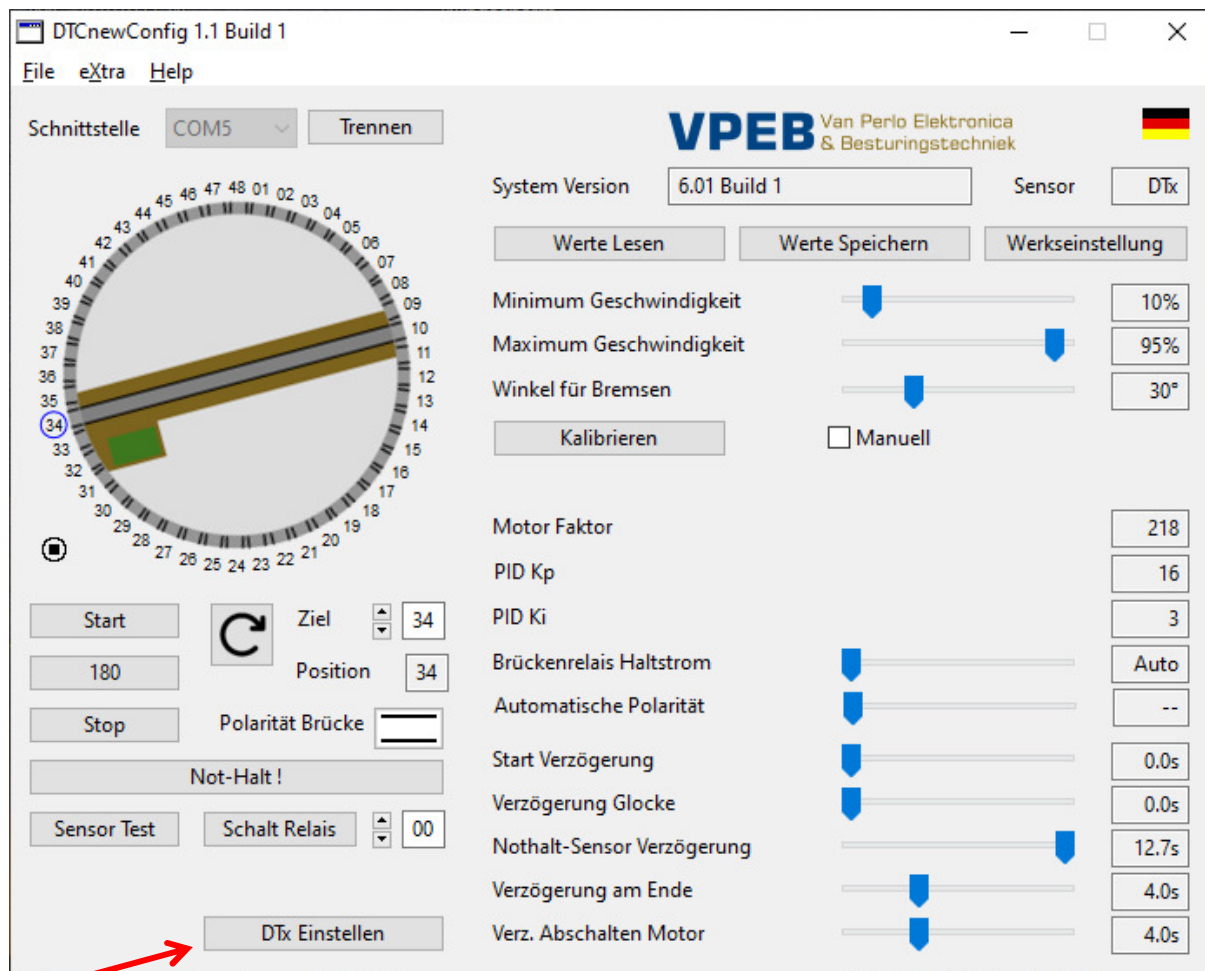 DTCnewConfig 1.1 Build 1
File eXtra Help
Schnittstelle COM5 Trennen
VPEB Van Perlo Elektronica
& Besturingstechniek
System Version 6.01 Build 1 Sensor DTx
Werte Lesen Werte Speichern Werkseinstellung
Minimum Geschwindigkeit 10%
Maximum Geschwindigkeit 95%
Winkel für Bremsen 30°
Kalibrieren Manuell
Motor Faktor 218
PID Kp 16
PID Ki 3
Brückenrelais Haltstrom Auto
Automatische Polarität --
Start Verzögerung 0.0s
Verzögerung Glocke 0.0s
Nothalt-Sensor Verzögerung 12.7s
Verzögerung am Ende 4.0s
Verz. Abschalten Motor 4.0s
01
02
03
04
05
06
07
08
09
10
11
12
13
14
15
16
17
18
19
20
21
22
23
24
25
26
27
28
29
30
31
32
33
34
35
36
37
38
39
40
41
42
43
44
45
46
47
48
Start Ziel 34
180 Position 34
Stop Polarität Brücke
Not-Halt !
Sensor Test Schalt Relais 00
DTx Einstellen